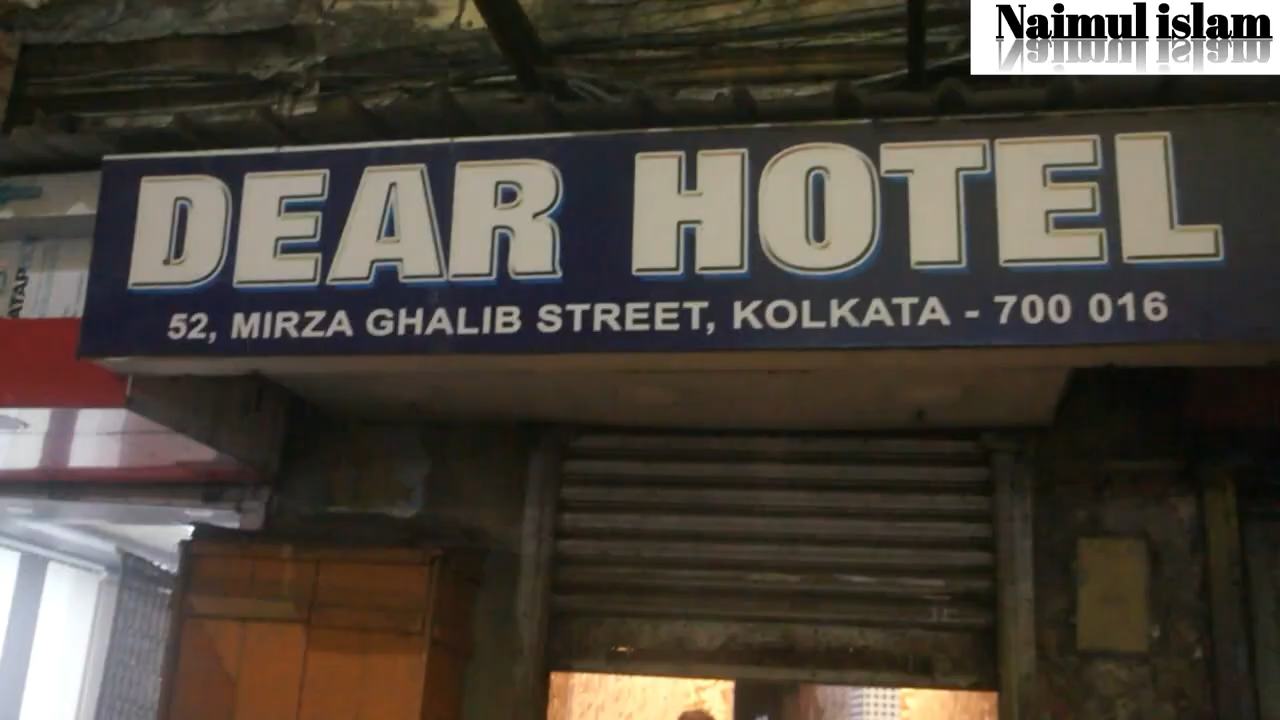 Naimul islam
DEAR HOTEL
52, MIRZA GHALIB STREET, KOLKATA - 700 016